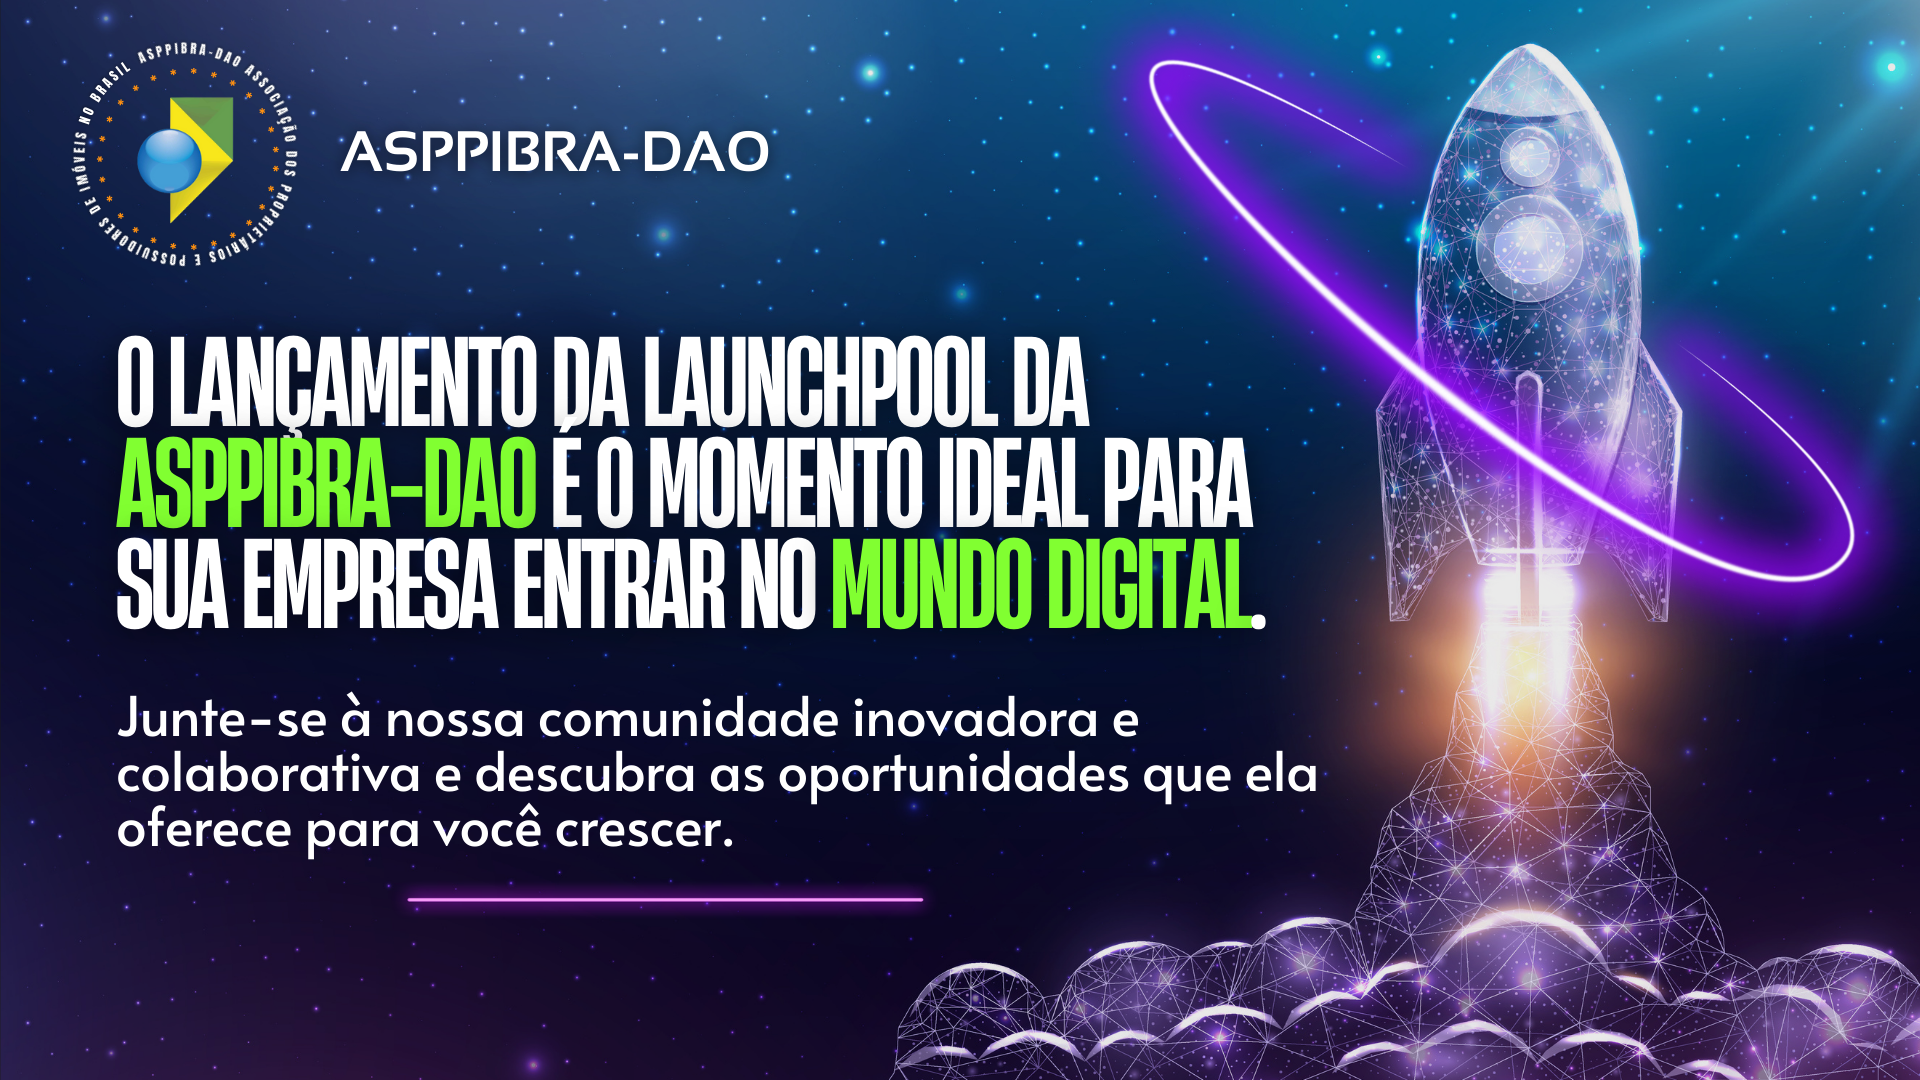 ASPPIBRA-DAO ASSOCIAÇÃO DOS PROPRIETÁRIOS E POSSUIDORES DE IMÓVEIS NO BRASIL
ASPPIBRA-DAO
O LANÇAMENTO DA LAUNCHPOOL DA
ASPPIBRA-DAO É O MOMENTO IDEAL PARA
SUA EMPRESA ENTRAR NO MUNDO DIGITAL.
Junte-se à nossa comunidade inovadora e
colaborativa e descubra as oportunidades que ela
oferece para você crescer.